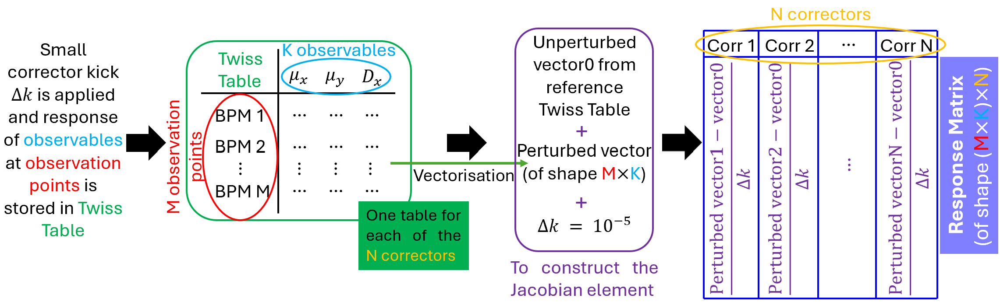 Small
corrector kick
Δk is applied
and response
of observables
at observation
points is
stored in Twiss
Table
M observation
points
Twiss
Table
K observables
μx μy Dx
BPM 1 ... ... ...
BPM 2 ... ... ...
⋮ ⋮ ⋮ ⋮
BPM M ... ... ...
One table for
each of the
N correctors
Vectorisation
Unperturbed
vector0 from
reference
Twiss Table
+
Perturbed vector
(of shape M×K)
+
Δk = 10⁻⁵
To construct the
Jacobian element
N correctors
Corr 1 Corr 2 ... Corr N
Perturbed vector1 − vector0
Δk
Perturbed vector2 − vector0
Δk
...
Perturbed vectorN − vector0
Δk
Response Matrix
(of shape (M×K)×N)